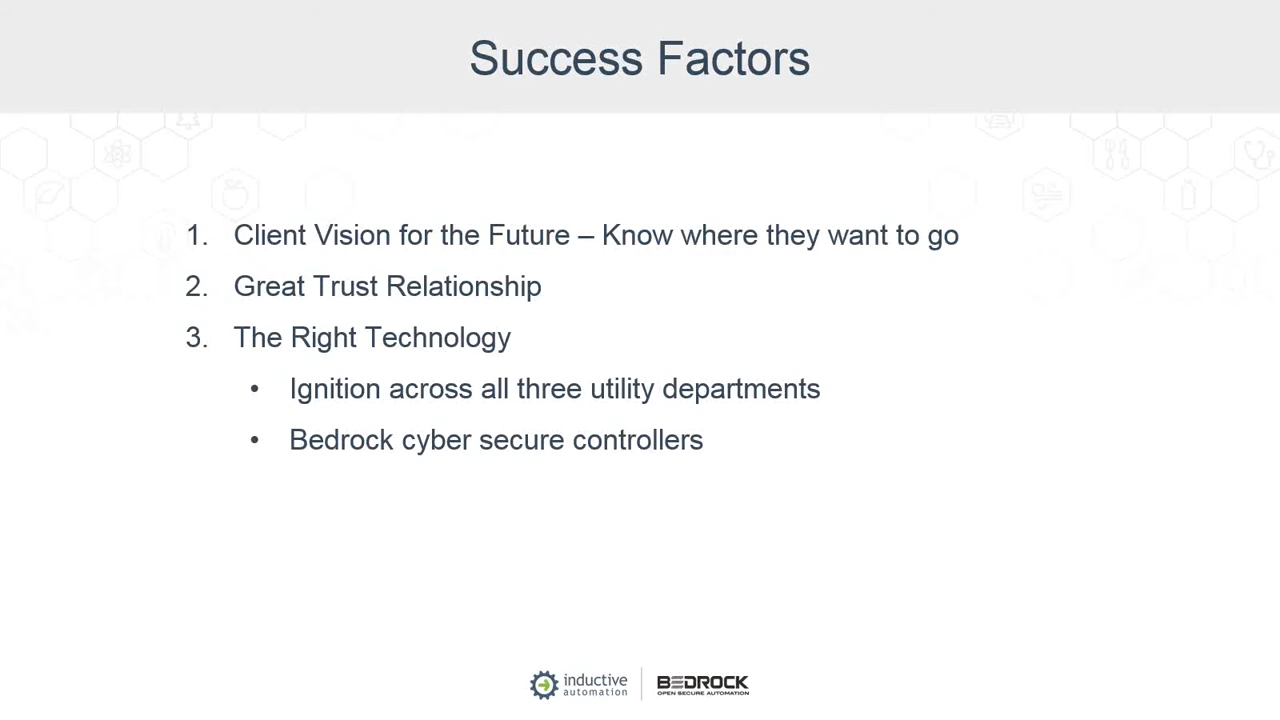 Success Factors
1. Client Vision for the Future – Know where they want to go
2. Great Trust Relationship
3. The Right Technology
• Ignition across all three utility departments
• Bedrock cyber secure controllers
inductive
automation
BEDROCK
OPEN SECURE AUTOMATION